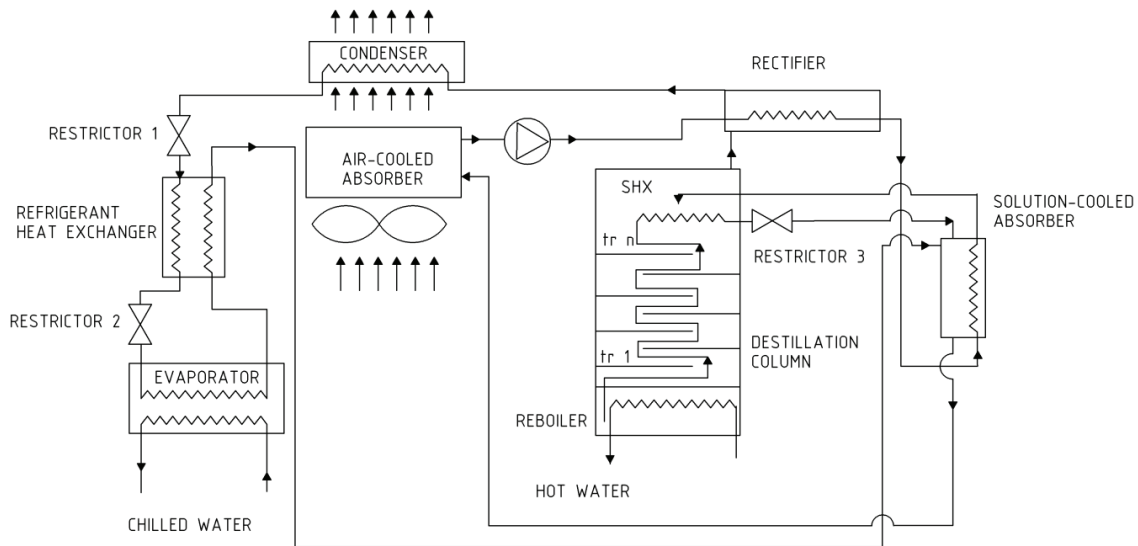 CONDENSER
RECTIFIER
RESTRICTOR 1
AIR-COOLED
ABSORBER
SHX
REFRIGERANT
HEAT EXCHANGER
SOLUTION-COOLED
ABSORBER
tr n
RESTRICTOR 3
RESTRICTOR 2
tr 1
DESTILLATION
COLUMN
EVAPORATOR
REBOILER
HOT WATER
CHILLED WATER